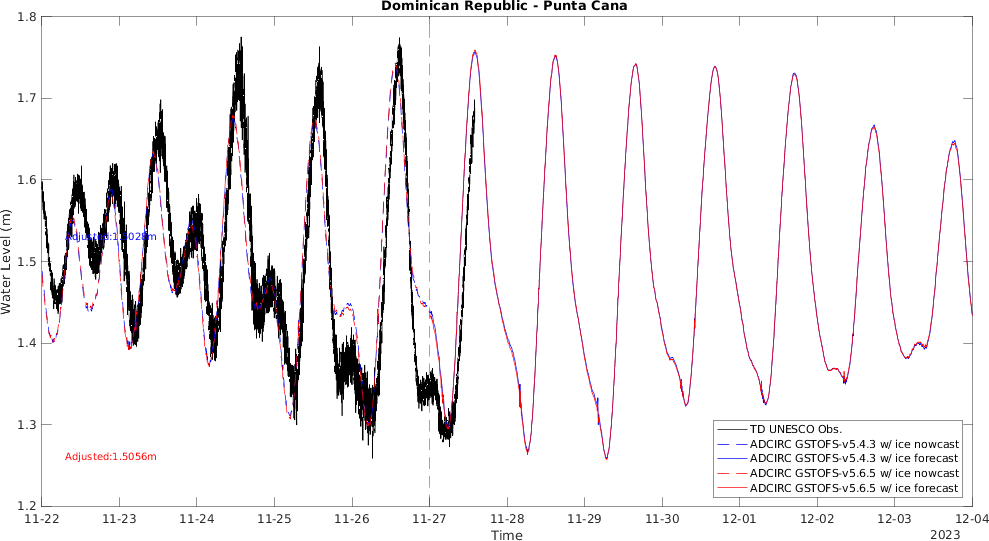 Dominican Republic - Punta Cana
Water Level (m)
1.8
1.7
1.6
1.5
1.4
1.3
1.2
Adjusted:1.5028m
Adjusted:1.5056m
TD UNESCO Obs.
ADCIRC GSTOFS-v5.4.3 w/ ice nowcast
ADCIRC GSTOFS-v5.4.3 w/ ice forecast
ADCIRC GSTOFS-v5.6.5 w/ ice nowcast
ADCIRC GSTOFS-v5.6.5 w/ ice forecast
11-22 11-23 11-24 11-25 11-26 11-27 11-28 11-29 11-30 12-01 12-02 12-03 12-04
Time
2023